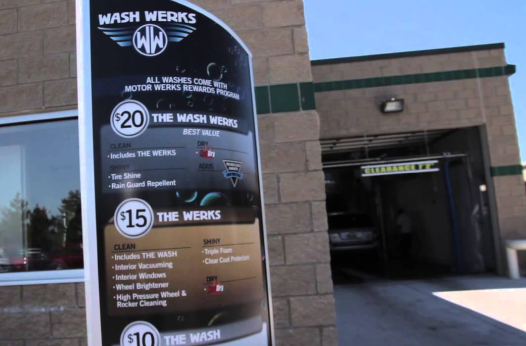 WASH WERKS
WW
ALL WASHES COME WITH
MOTOR WERKS REWARDS PROGRAM
$20 THE WASH WERKS
BEST VALUE
CLEAN
• Includes THE WERKS
DRY
• Tire Shine
• Rain Guard Repellent
$15 THE WERKS
CLEAN
• Includes THE WASH
• Interior Vacuuming
• Interior Windows
• Wheel Brightener
• High Pressure Wheel &
Rocker Cleaning
SHINY
• Triple Foam
• Clear Coat Protectant
DRY
$10 THE WASH
CLEARANCE